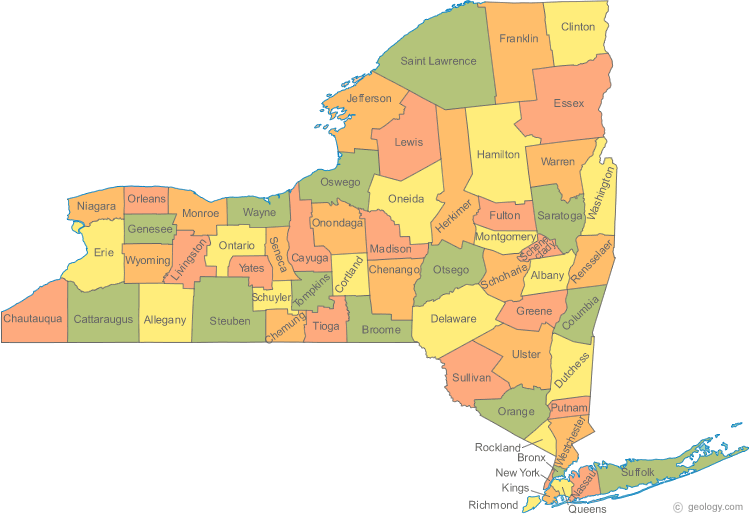 Clinton
Franklin
Saint Lawrence
Essex
Jefferson
Lewis
Hamilton
Warren
Washington
Oswego
Oneida
Herkimer
Niagara
Orleans
Monroe
Wayne
Genesee
Onondaga
Madison
Fulton
Saratoga
Montgomery
Schenectady
Rensselaer
Erie
Wyoming
Livingston
Ontario
Yates
Seneca
Cayuga
Cortland
Chenango
Otsego
Schoharie
Albany
Tompkins
Schuyler
Chautauqua
Cattaraugus
Allegany
Steuben
Chemung
Tioga
Broome
Delaware
Greene
Columbia
Ulster
Dutchess
Sullivan
Orange
Putnam
Rockland
Westchester
Bronx
New York
Kings
Richmond
Queens
Nassau
Suffolk
© geology.com